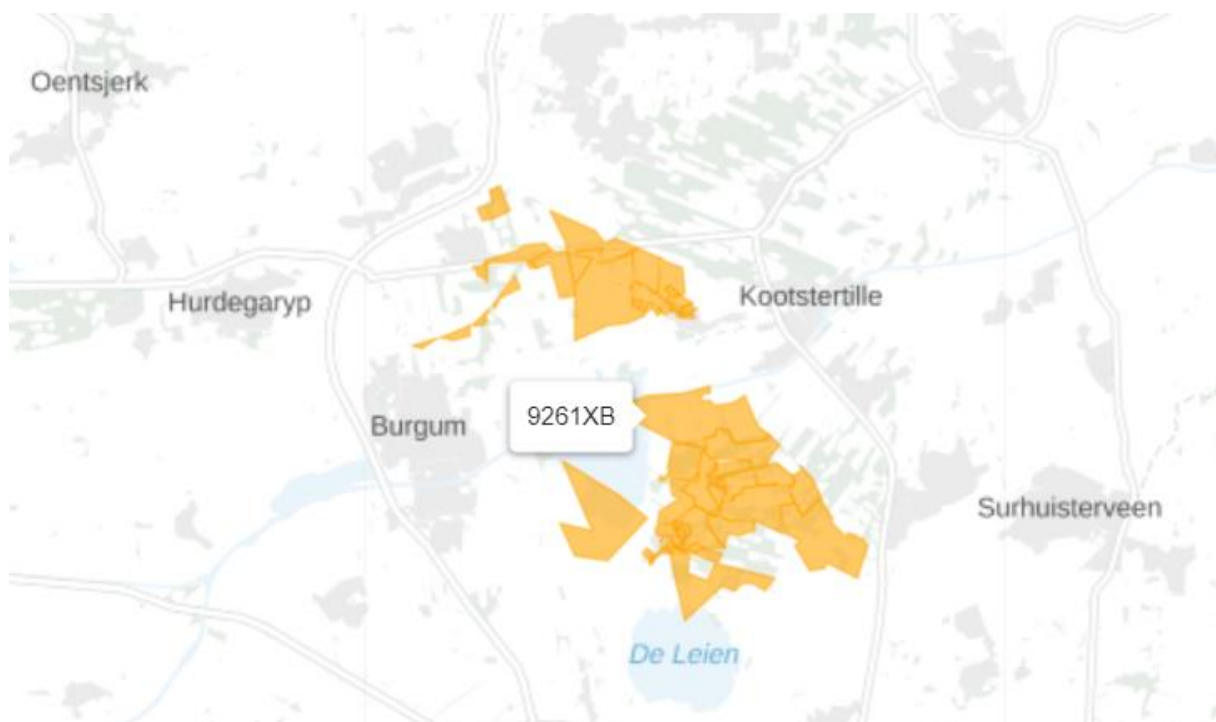 Oentsjerk
Hurdegaryp
Kootstertille
Burgum
9261XB
Surhuisterveen
De Leien